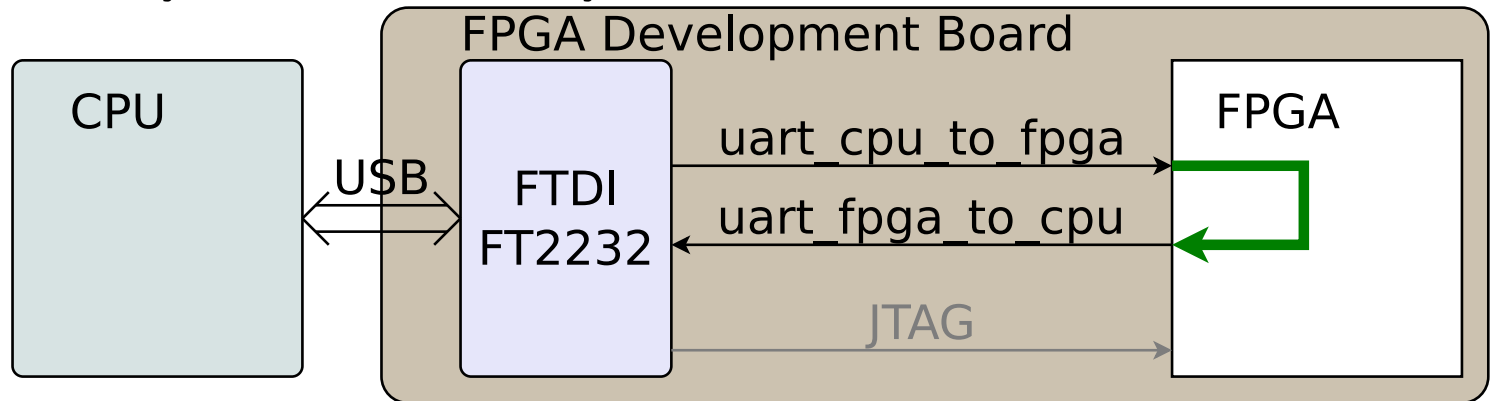 FPGA Development Board
CPU
USB
FTDI
FT2232
uart_cpu_to_fpga
uart_fpga_to_cpu
JTAG
FPGA